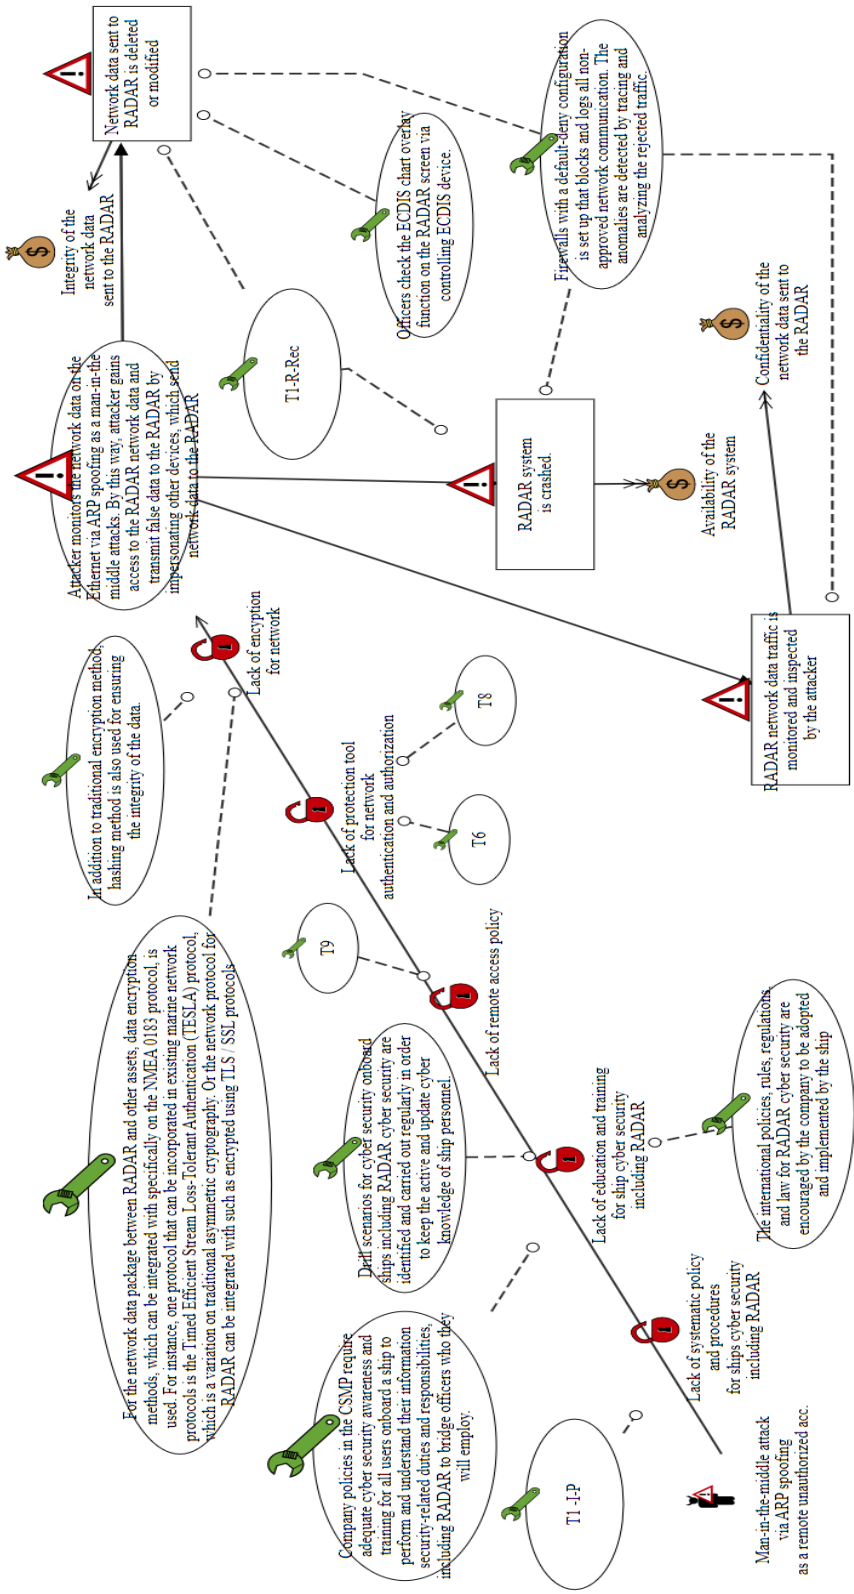 Man-in-the-middle attack
via ARP spoofing
as a remote unauthorized acc.
T1-I-P
Lack of systematic policy
and procedures
for ships cyber security
including RADAR
Company policies in the CSMP require
adequate cyber security awareness and
training for all users onboard a ship to
perform and understand their information
security-related duties and responsibilities,
including RADAR to bridge officers who they
will employ.
The international policies, rules, regulations,
and law for RADAR cyber security are
encouraged by the company to be adopted
and implemented by the ship
Lack of education and training
for ship cyber security
including RADAR
Drill scenarios for cyber security onboard
ships including RADAR cyber security are
identified and carried out regularly in order
to keep the active and update cyber
knowledge of ship personnel.
For the network data package between RADAR and other assets, data encryption
methods, which can be integrated with specifically on the NMEA 0183 protocol, is
used. For instance, one protocol that can be incorporated in existing marine network
protocols is the Timed Efficient Stream Loss-Tolerant Authentication (TESLA) protocol,
which is a variation on traditional asymmetric cryptography. Or the network protocol for
RADAR can be integrated with such as encrypted using TLS / SSL protocols
Lack of remote access policy
T9
Lack of protection tool
for network
authentication and authorization
T6
T8
In addition to traditional encryption method,
hashing method is also used for ensuring
the integrity of the data.
Lack of encyption
for network
Attacker monitors the network data on the
Ethernet via ARP spoofing as a man-in-the
middle attacks. By this way, attacker gains
access to the RADAR network data and
transmit false data to the RADAR by
impersonating other devices, which send
network data to the RADAR
RADAR network data traffic is
monitored and inspected
by the attacker
RADAR system
is crashed.
Availability of the
RADAR system
T1-R-Rec
Confidentiality of the
network data sent to
the RADAR
Officers check the ECDIS chart overlay
function on the RADAR screen via
controlling ECDIS device.
Firewalls with a default-deny configuration
is set up that blocks and logs all non-
approved network communication. The
anomalies are detected by tracing and
analyzing the rejected traffic.
Integrity of the
network data
sent to the RADAR
Network data sent to
RADAR is deleted
or modified